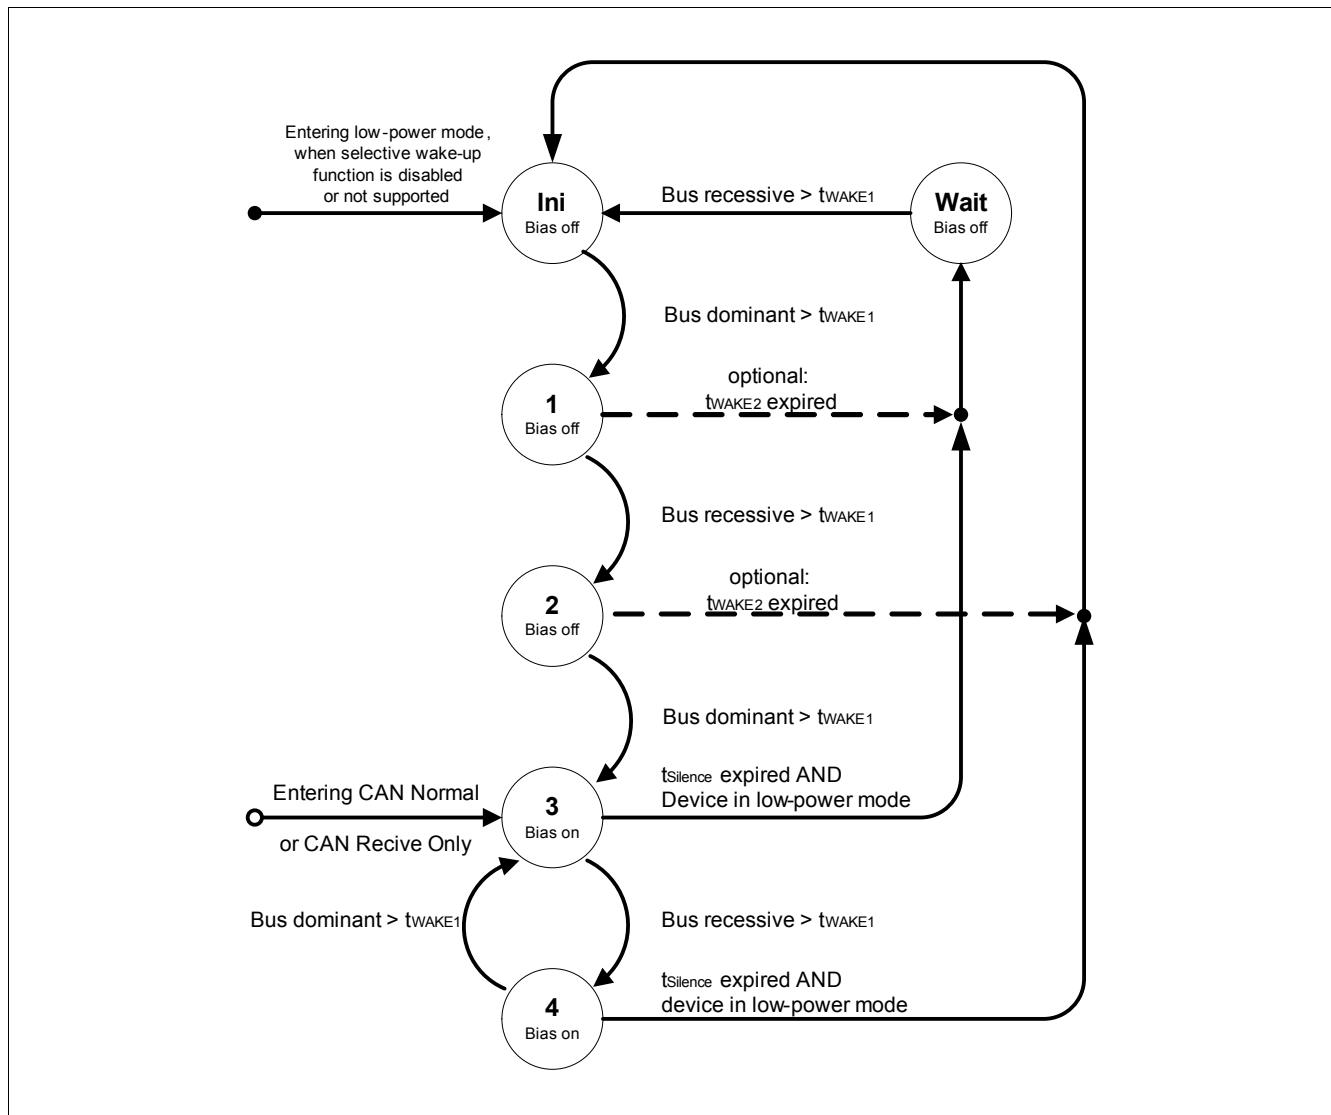 Entering low-power mode,
when selective wake-up
function is disabled
or not supported
Ini
Bias off
Bus recessive > tWAKE1
Wait
Bias off
Bus dominant > tWAKE1
optional:
tWAKE2 expired
1
Bias off
Bus recessive > tWAKE1
optional:
tWAKE2 expired
2
Bias off
Bus dominant > tWAKE1
tSilence expired AND
Device in low-power mode
Entering CAN Normal
or CAN Recive Only
3
Bias on
Bus dominant > tWAKE1
Bus recessive > tWAKE1
tSilence expired AND
device in low-power mode
4
Bias on